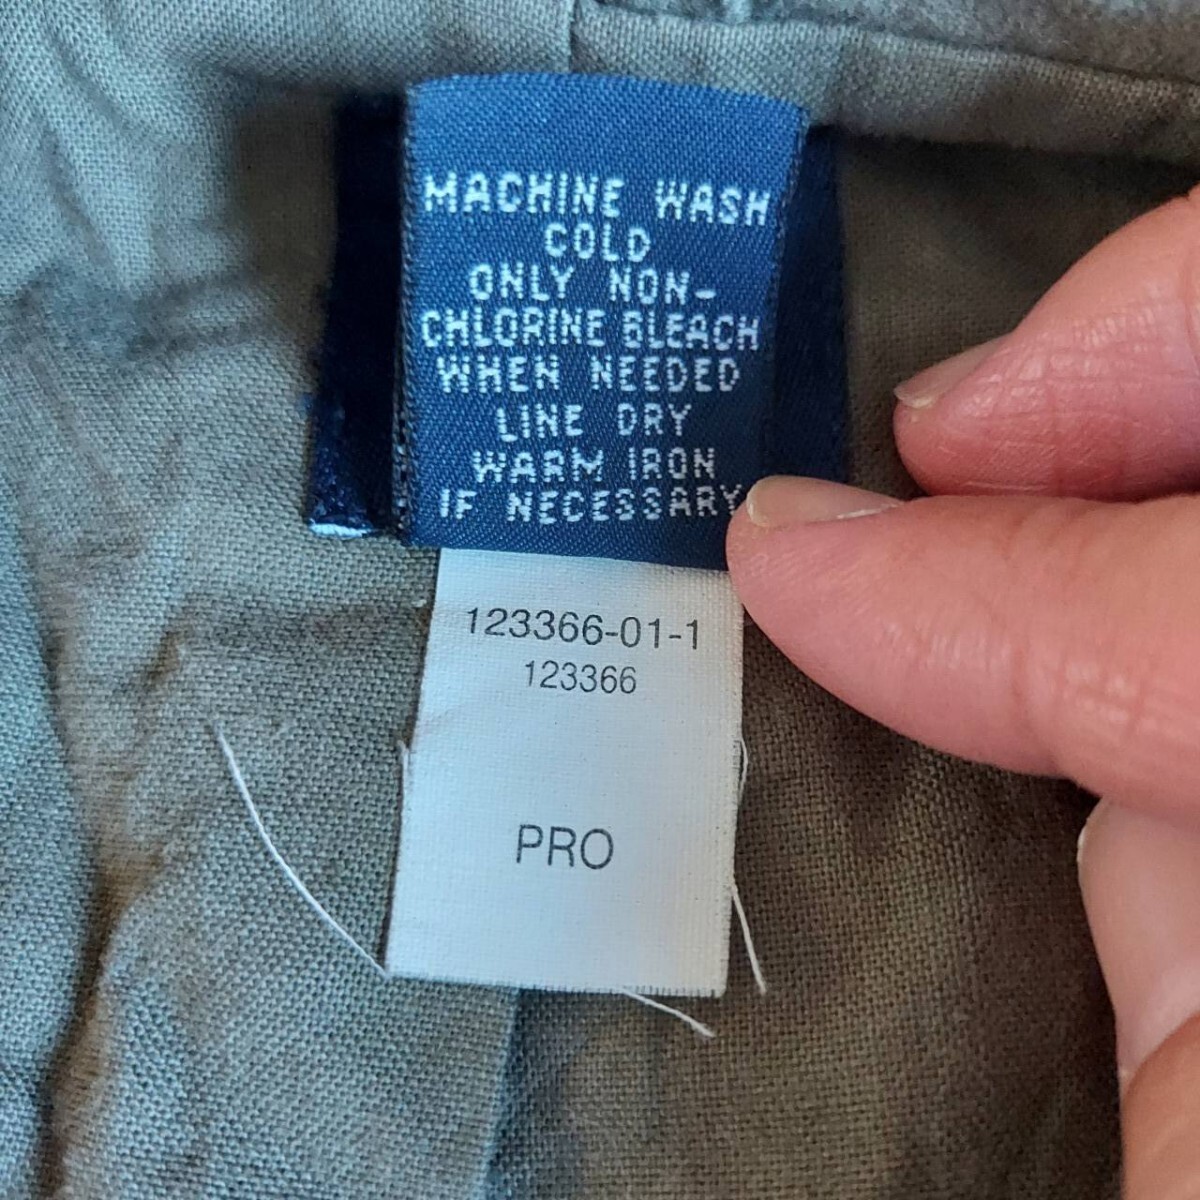 MACHINE WASH
COLD
ONLY NON-
CHLORINE BLEACH
WHEN NEEDED
LINE DRY
WARM IRON
IF NECESSARY
123366-01-1
123366
PRO